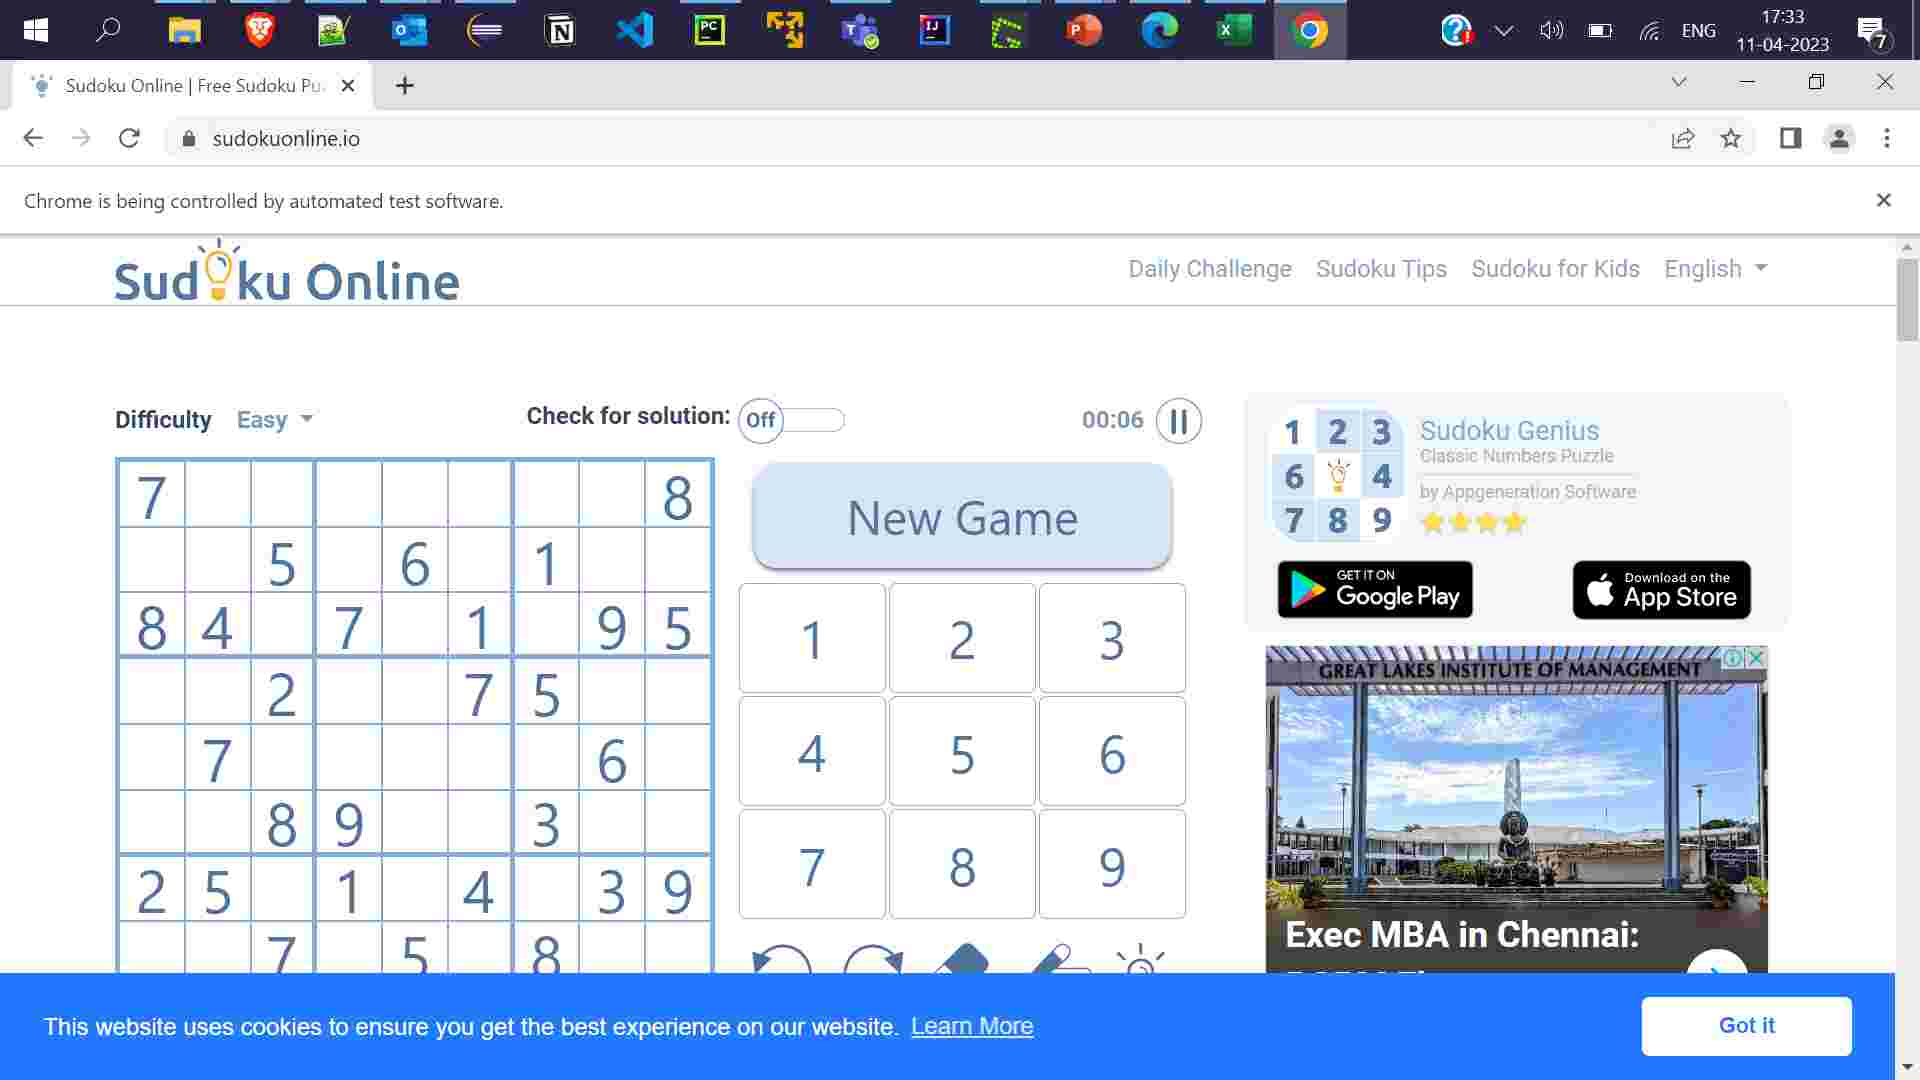 ENG
17:33
11-04-2023
7
Sudoku Online | Free Sudoku Pu
sudokuonline.io
Chrome is being controlled by automated test software.
Sudoku Online
Daily Challenge
Sudoku Tips
Sudoku for Kids
English
Difficulty
Easy
Check for solution:
Off
00:06
7 8
5 6 1
8 4 7 1 9 5
2 7 5
7 6
8 9 3
2 5 1 4 3 9
7 5 8
New Game
1 2 3
4 5 6
7 8 9
1 2 3
6 4
7 8 9
Sudoku Genius
Classic Numbers Puzzle
by Appgeneration Software
GET IT ON
Google Play
Download on the
App Store
GREAT LAKES INSTITUTE OF MANAGEMENT
Exec MBA in Chennai:
This website uses cookies to ensure you get the best experience on our website. Learn More
Got it